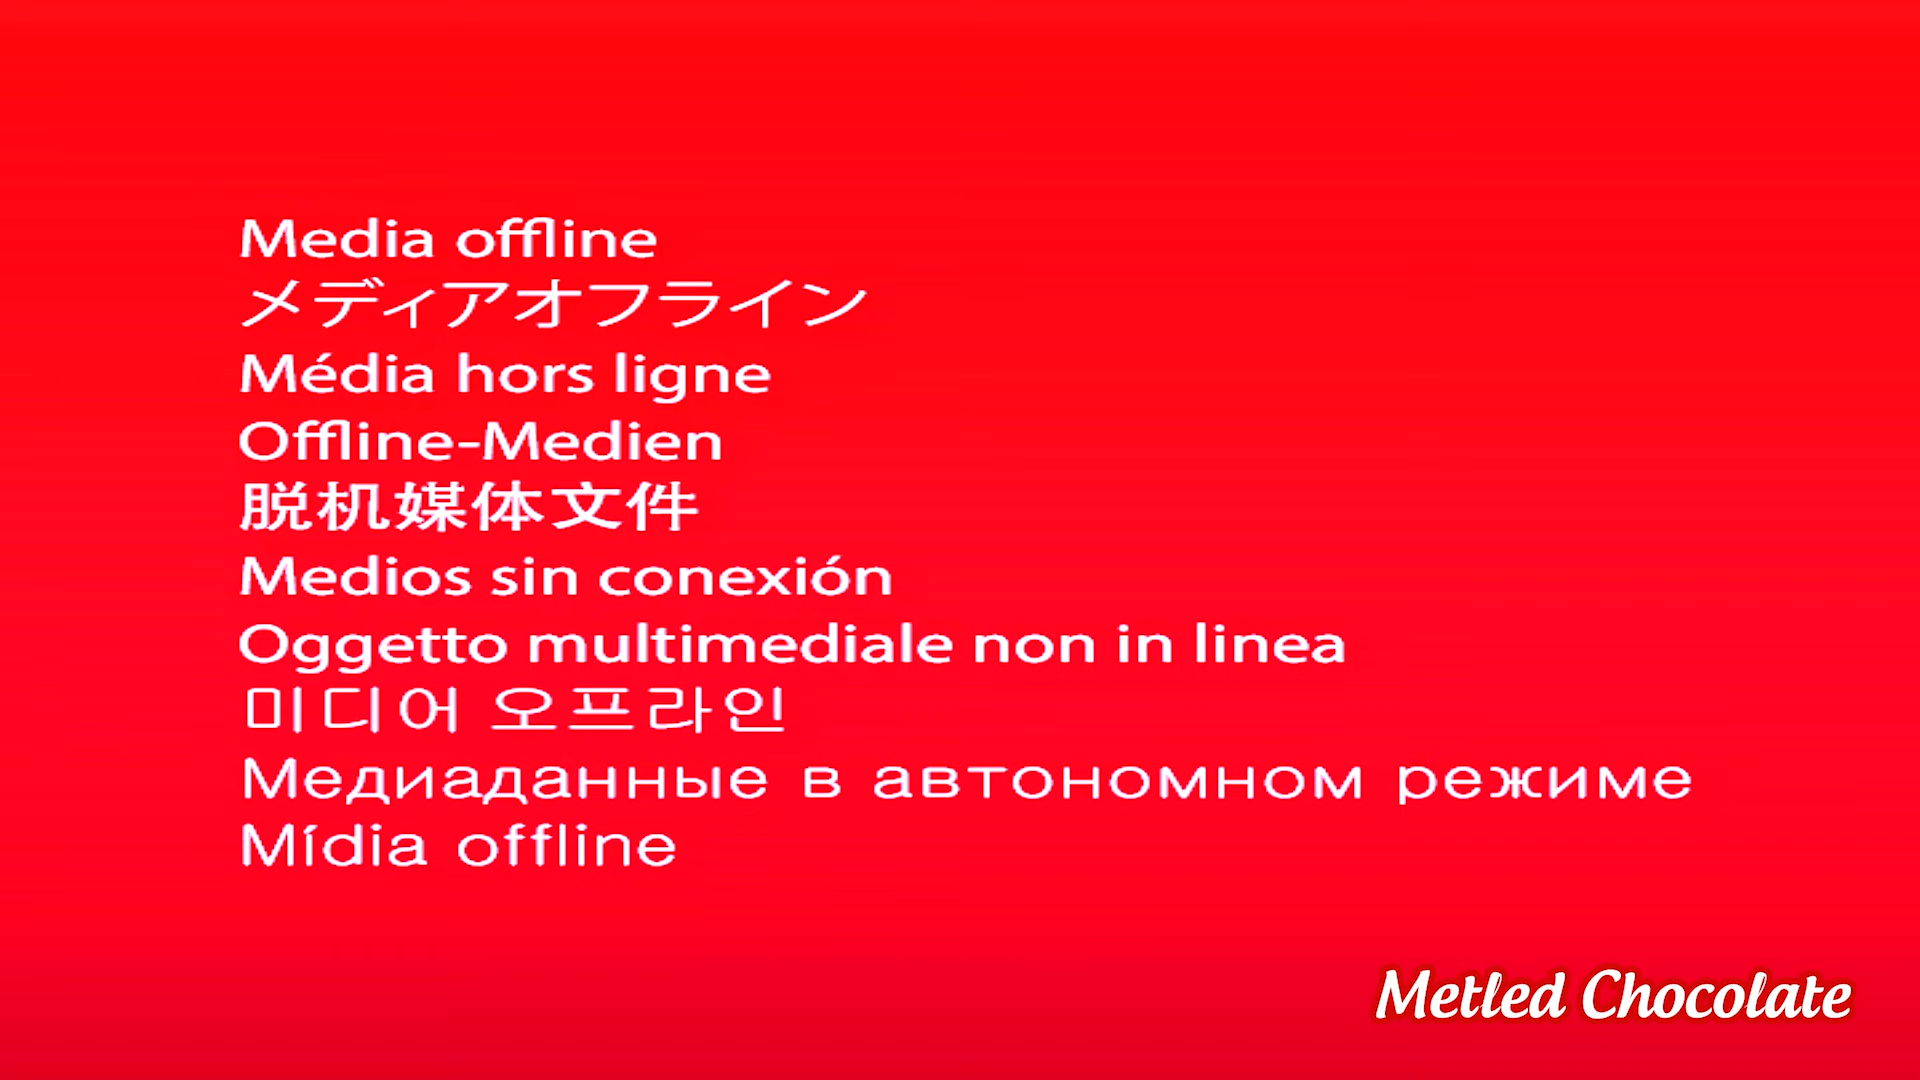 Media offline
メディアオフライン
Média hors ligne
Offline-Medien
脱机媒体文件
Medios sin conexión
Oggetto multimediale non in linea
미디어 오프라인
Медиаданные в автономном режиме
Mídia offline
Metled Chocolate